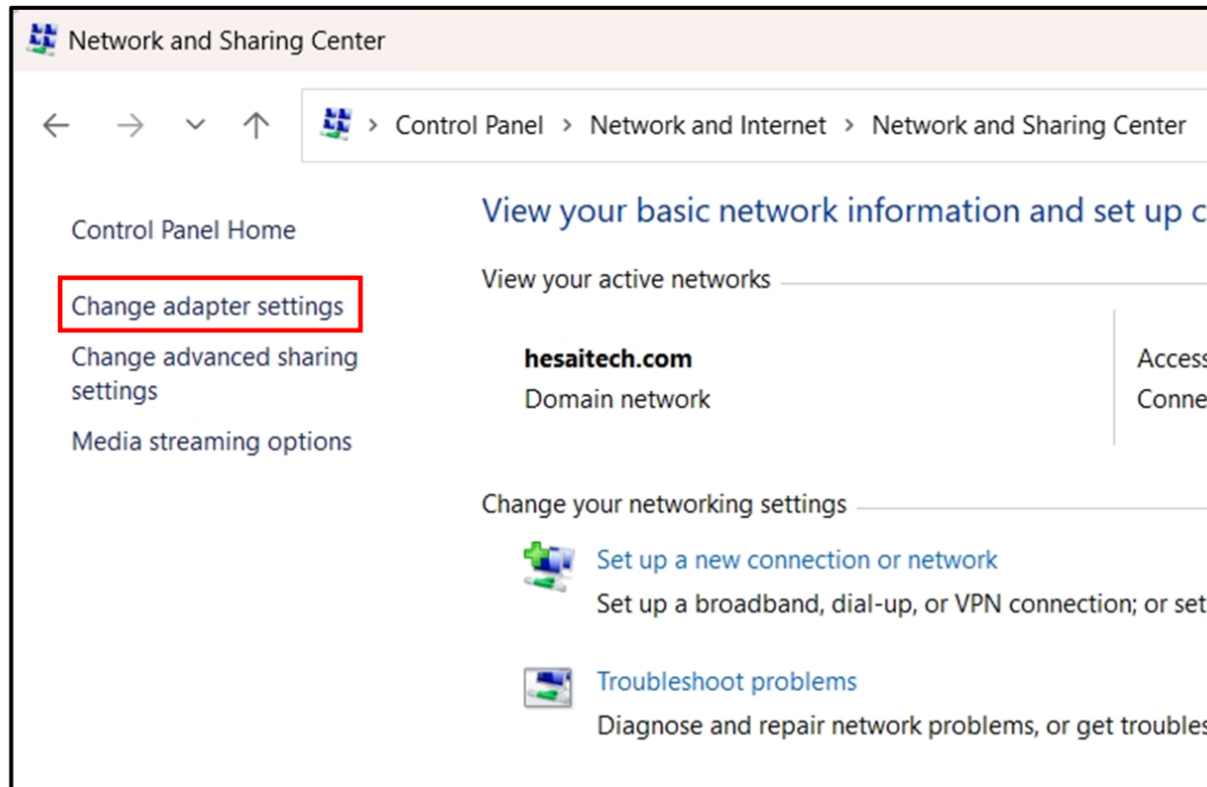 Network and Sharing Center
Control Panel > Network and Internet > Network and Sharing Center
Control Panel Home
Change adapter settings
Change advanced sharing
settings
Media streaming options
View your basic network information and set up c
View your active networks
hesaitech.com
Domain network
Access
Conne
Change your networking settings
Set up a new connection or network
Set up a broadband, dial-up, or VPN connection; or set
Troubleshoot problems
Diagnose and repair network problems, or get troubles